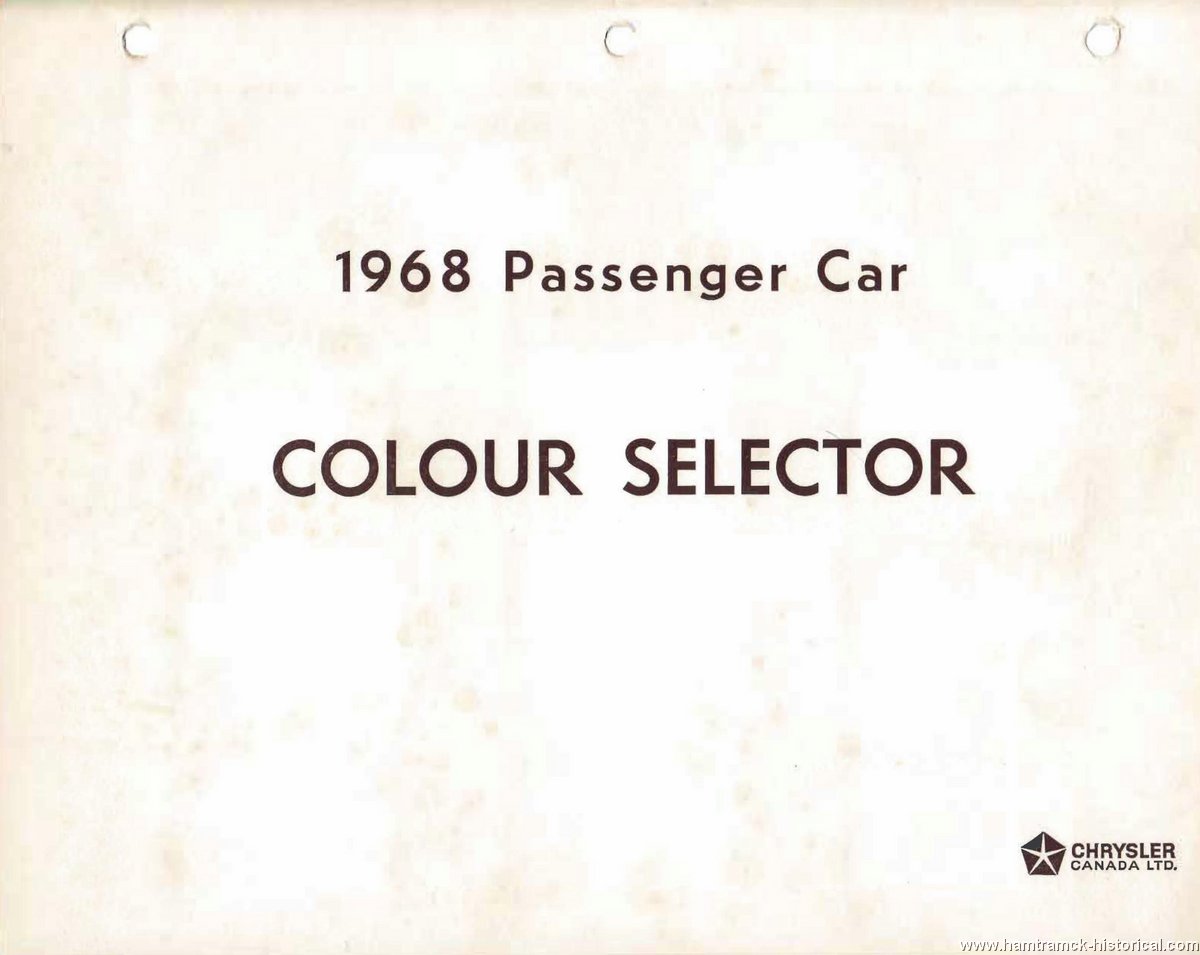 1968 Passenger Car
COLOUR SELECTOR
CHRYSLER
CANADA LTD.
www.hamtramck-historical.com